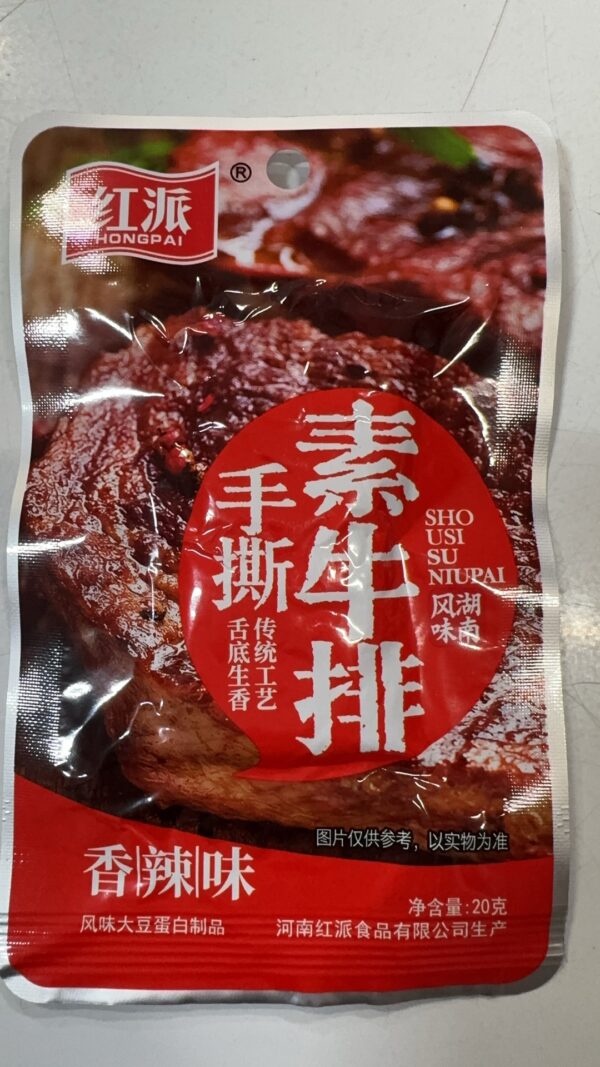 红派
HONGPAI
®
素牛排
手撕
SHO
USI
SU
NIUPAI
湖南
风味
传统工艺
舌底生香
图片仅供参考，以实物为准
香|辣|味
净含量:20克
风味大豆蛋白制品
河南红派食品有限公司生产